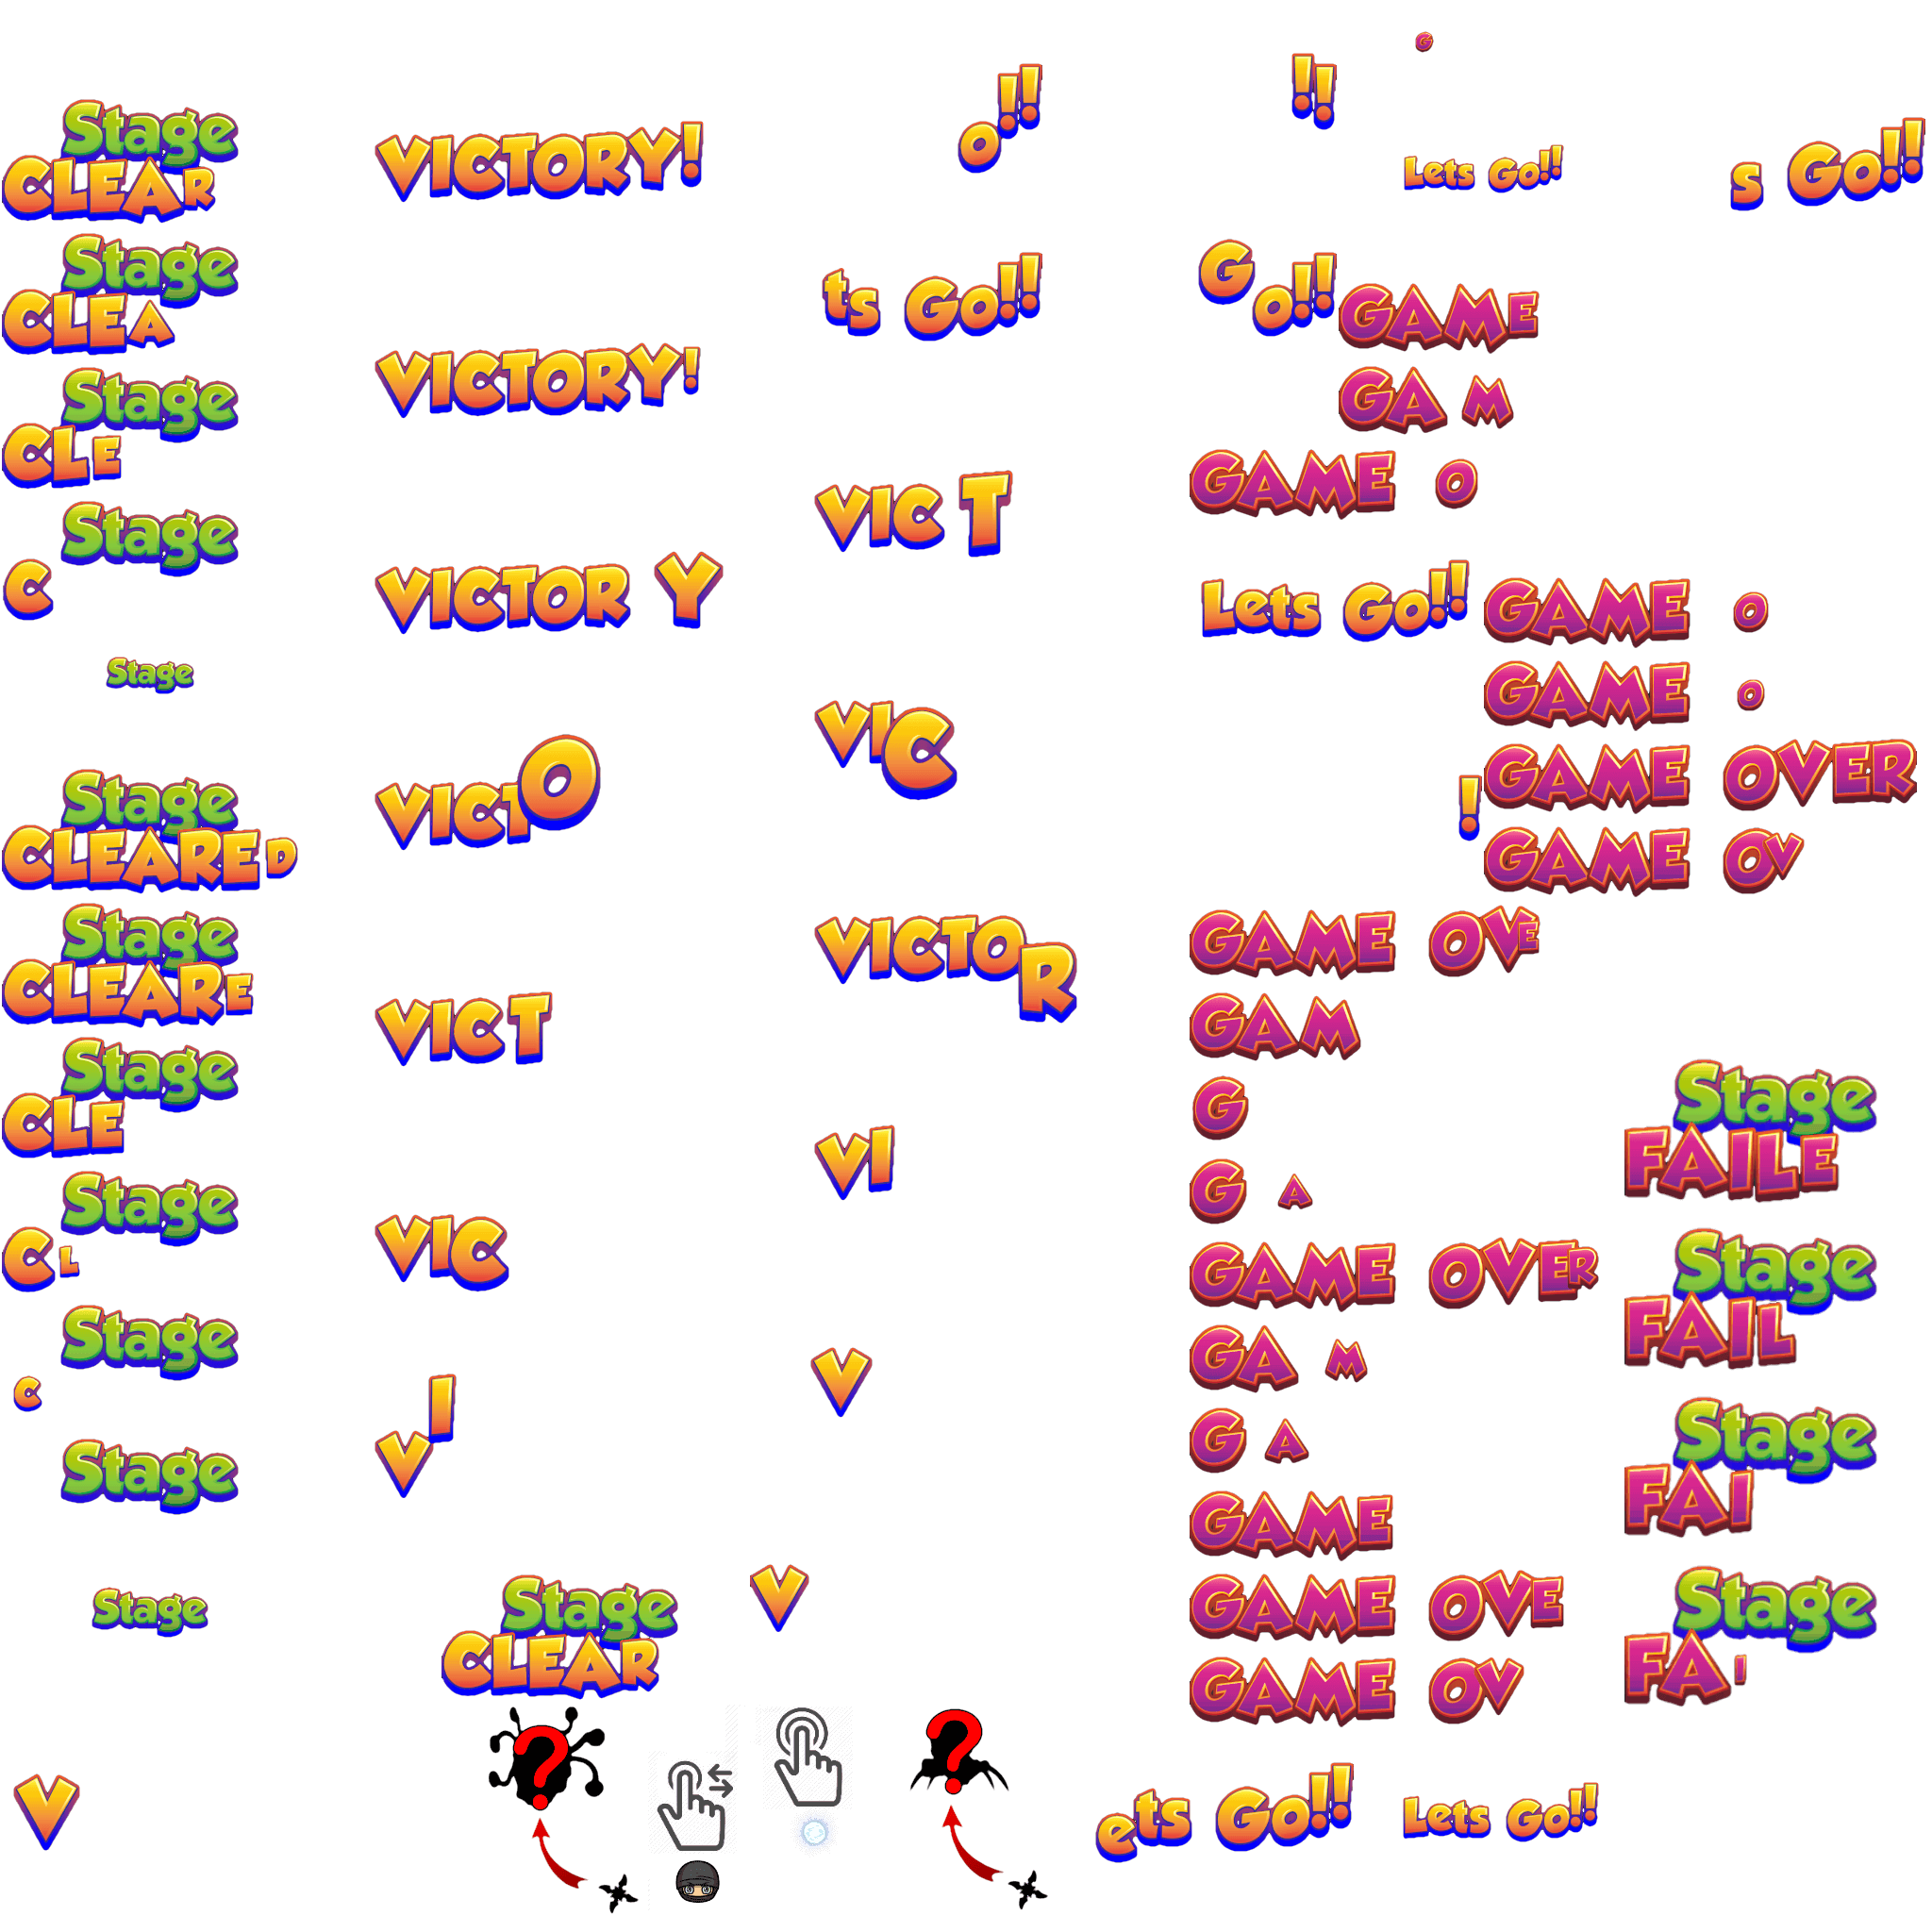 Stage
CLEAR
Stage
CLEA
Stage
CLE
Stage
C
Stage
Stage
CLEARED
Stage
CLEARE
Stage
CLE
Stage
CL
Stage
C
Stage
Stage
V
VICTORY!
VICTORY!
VICTOR Y
VICTO
VICT
VIC
VI
Stage
CLEAR
?
o!!
ts Go!!
VIC T
VIC
VICTOR
VI
V
V
?
!!
Go!!
GAME O
Lets Go!!
GAME OVE
GAM
G
G A
GAME OVER
GA M
G A
GAME
GAME OVE
GAME OV
ets Go!!
G
Lets Go!!
GAME
GA M
GAME O
GAME O
GAME OVER
!
GAME OV
Lets Go!!
s Go!!
Stage
FAILE
Stage
FAIL
Stage
FAI
Stage
FAI